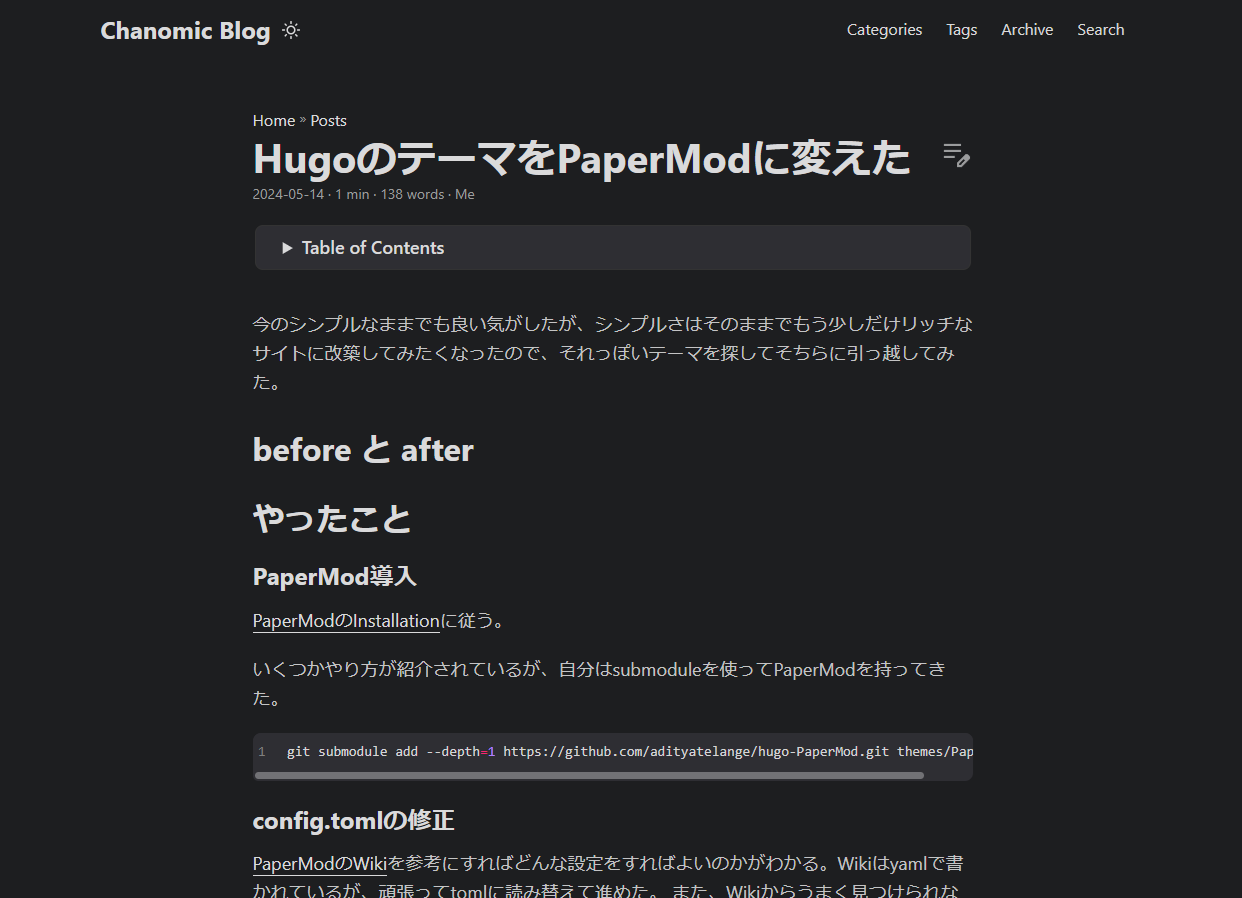 Chanomic Blog
Categories Tags Archive Search
Home » Posts
HugoのテーマをPaperModに変えた
2024-05-14 · 1 min · 138 words · Me
Table of Contents
今のシンプルなままでも良い気がしたが、シンプルさはそのままでもう少しだけリッチな
サイトに改築してみたくなったので、それっぽいテーマを探してそちらに引っ越してみ
た。
before と after
やったこと
PaperMod導入
PaperModのInstallationに従う。
いくつかやり方が紹介されているが、自分はsubmoduleを使ってPaperModを持ってき
た。
1 git submodule add --depth=1 https://github.com/adityatelange/hugo-PaperMod.git themes/Pap
config.tomlの修正
PaperModのWikiを参考にすればどんな設定をすればよいのかがわかる。Wikiはyamlで書
かれているが、頑張ってtomlに読み替えて進めた。 また、Wikiからうまく見つけられな